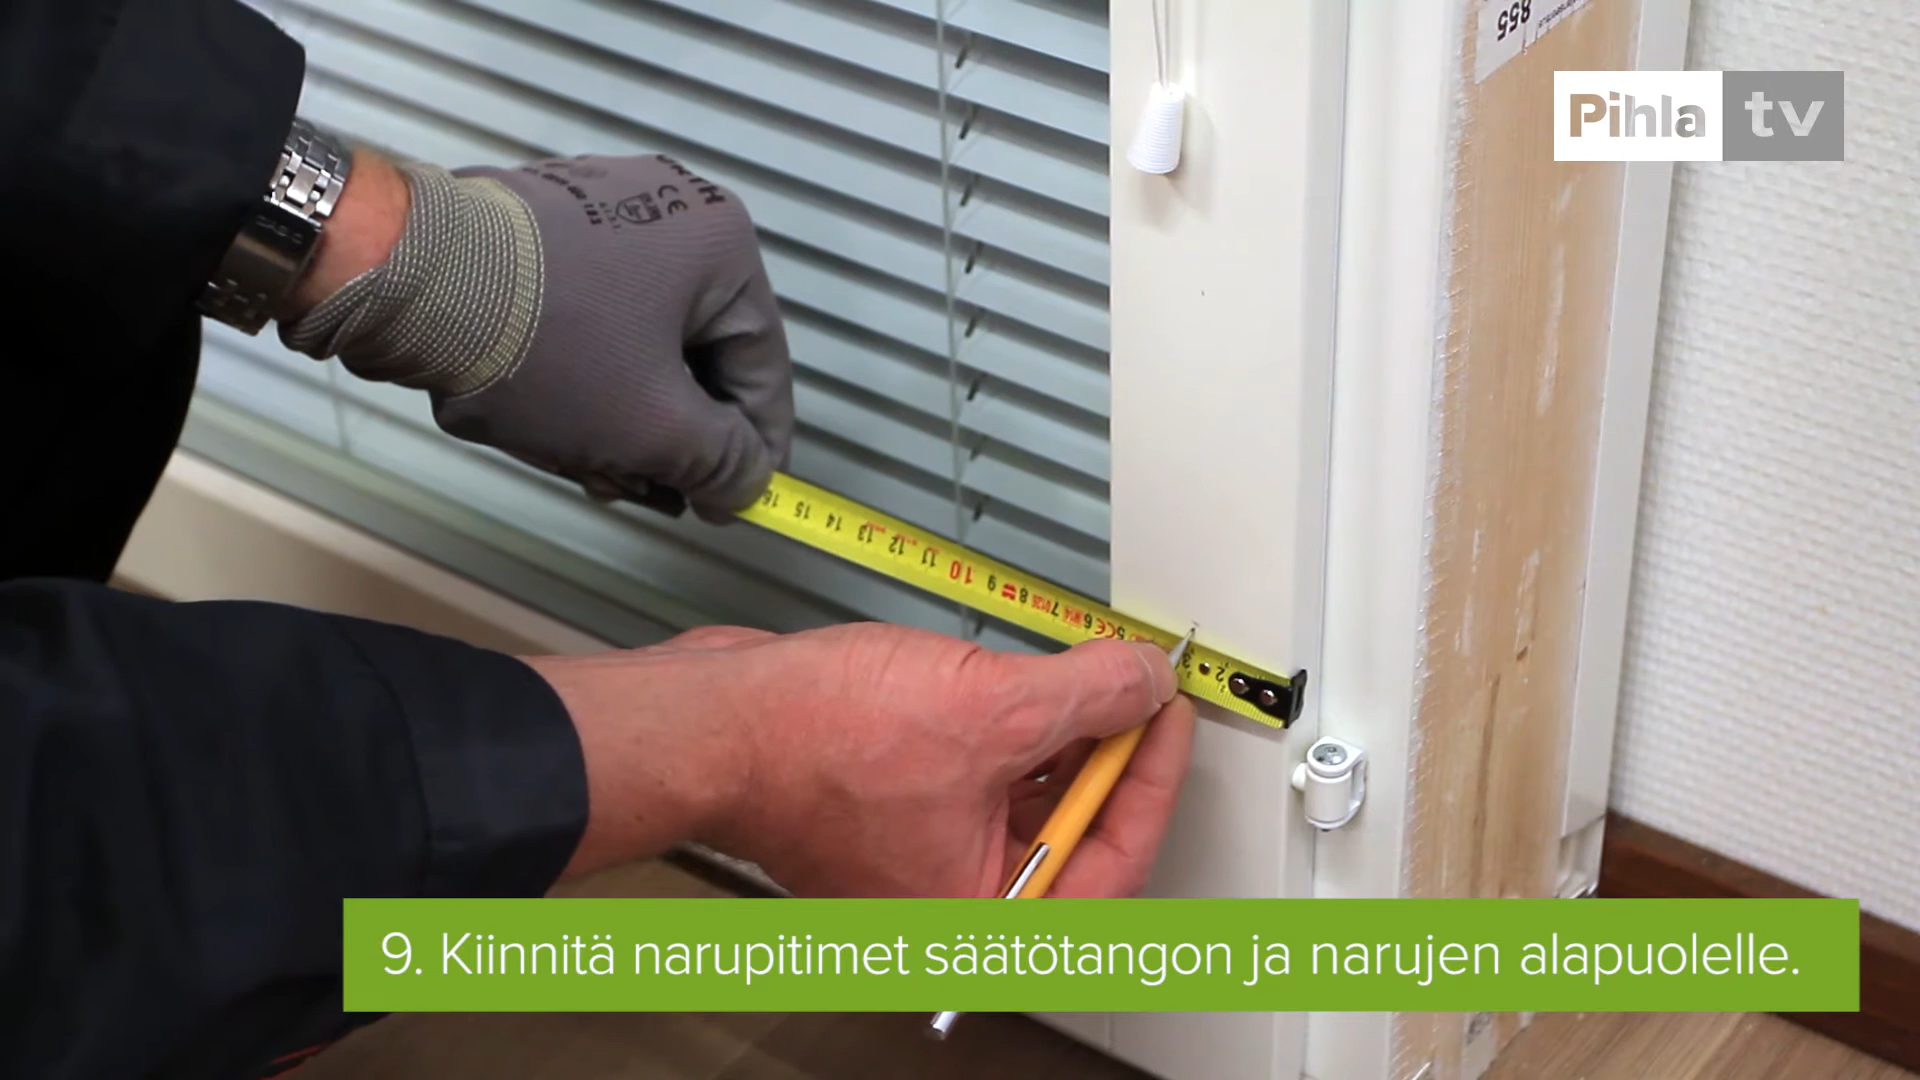 855
Pihla tv
CE
16 15 14 13 12 11 10 9 8 7 6 5 3 2
9. Kiinnitä narupitimet säätötangon ja narujen alapuolelle.